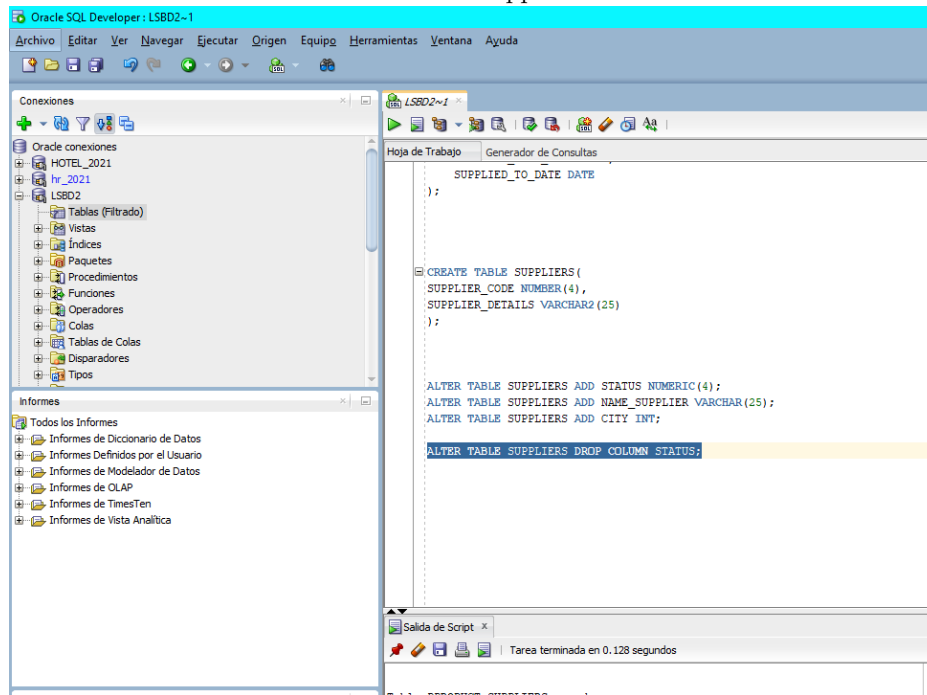 Oracle SQL Developer : LSBD2~1
Archivo Editar Ver Navegar Ejecutar Origen Equipo Herramientas Ventana Ayuda
Conexiones
Oracle conexiones
HOTEL_2021
hr_2021
LSBD2
Tablas (Filtrado)
Vistas
Índices
Paquetes
Procedimientos
Funciones
Operadores
Colas
Tablas de Colas
Disparadores
Tipos
Informes
Todos los Informes
Informes de Diccionario de Datos
Informes Definidos por el Usuario
Informes de Modelador de Datos
Informes de OLAP
Informes de TimesTen
Informes de Vista Analítica
LSBD2~1
Hoja de Trabajo Generador de Consultas
SUPPLIED_TO_DATE DATE
);
CREATE TABLE SUPPLIERS(
SUPPLIER_CODE NUMBER(4),
SUPPLIER_DETAILS VARCHAR2(25)
);
ALTER TABLE SUPPLIERS ADD STATUS NUMERIC(4);
ALTER TABLE SUPPLIERS ADD NAME_SUPPLIER VARCHAR(25);
ALTER TABLE SUPPLIERS ADD CITY INT;
ALTER TABLE SUPPLIERS DROP COLUMN STATUS;
Salida de Script
Tarea terminada en 0.128 segundos